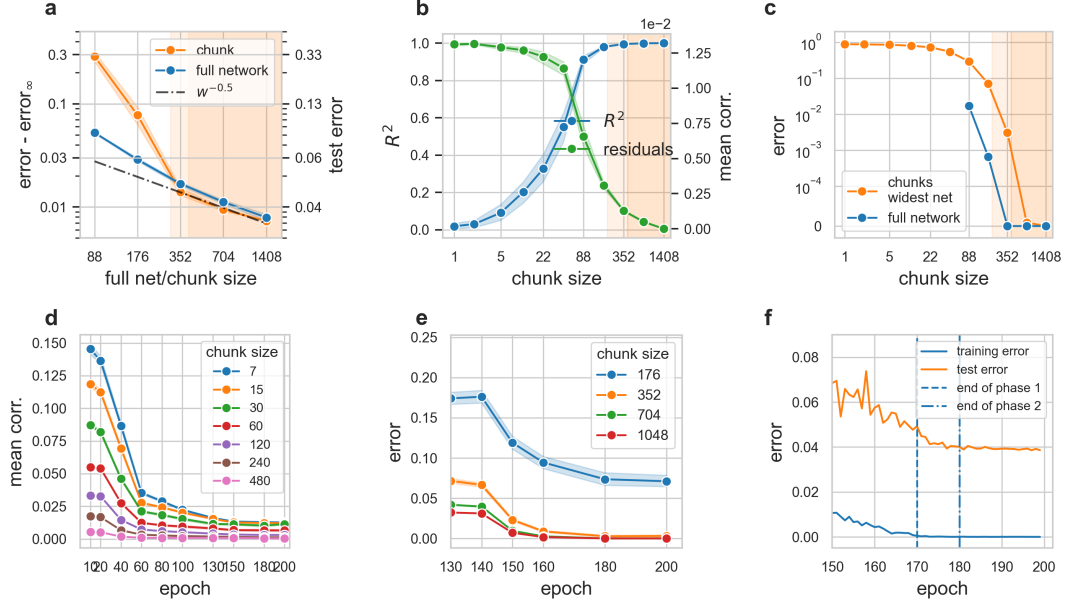 a
error - error∞
0.3
0.1
0.03
0.01
chunk
full network
w^−0.5
0.33
0.13
0.06
0.04
test error
88 176 352 704 1408
full net/chunk size
b
1e−2
R²
1.0
0.8
0.6
0.4
0.2
0.0
R²
residuals
1.25
1.00
0.75
0.50
0.25
0.00
mean corr.
1 5 22 88 352 1408
chunk size
c
error
10^0
10^−1
10^−2
10^−3
10^−4
0
chunks
widest net
full network
1 5 22 88 352 1408
chunk size
d
mean corr.
0.150
0.125
0.100
0.075
0.050
0.025
0.000
chunk size
7
15
30
60
120
240
480
10 20 40 60 80 100 130 150 180 200
epoch
e
error
0.25
0.20
0.15
0.10
0.05
0.00
chunk size
176
352
704
1048
130 140 150 160 180 200
epoch
f
error
0.08
0.06
0.04
0.02
0.00
training error
test error
end of phase 1
end of phase 2
150 160 170 180 190 200
epoch